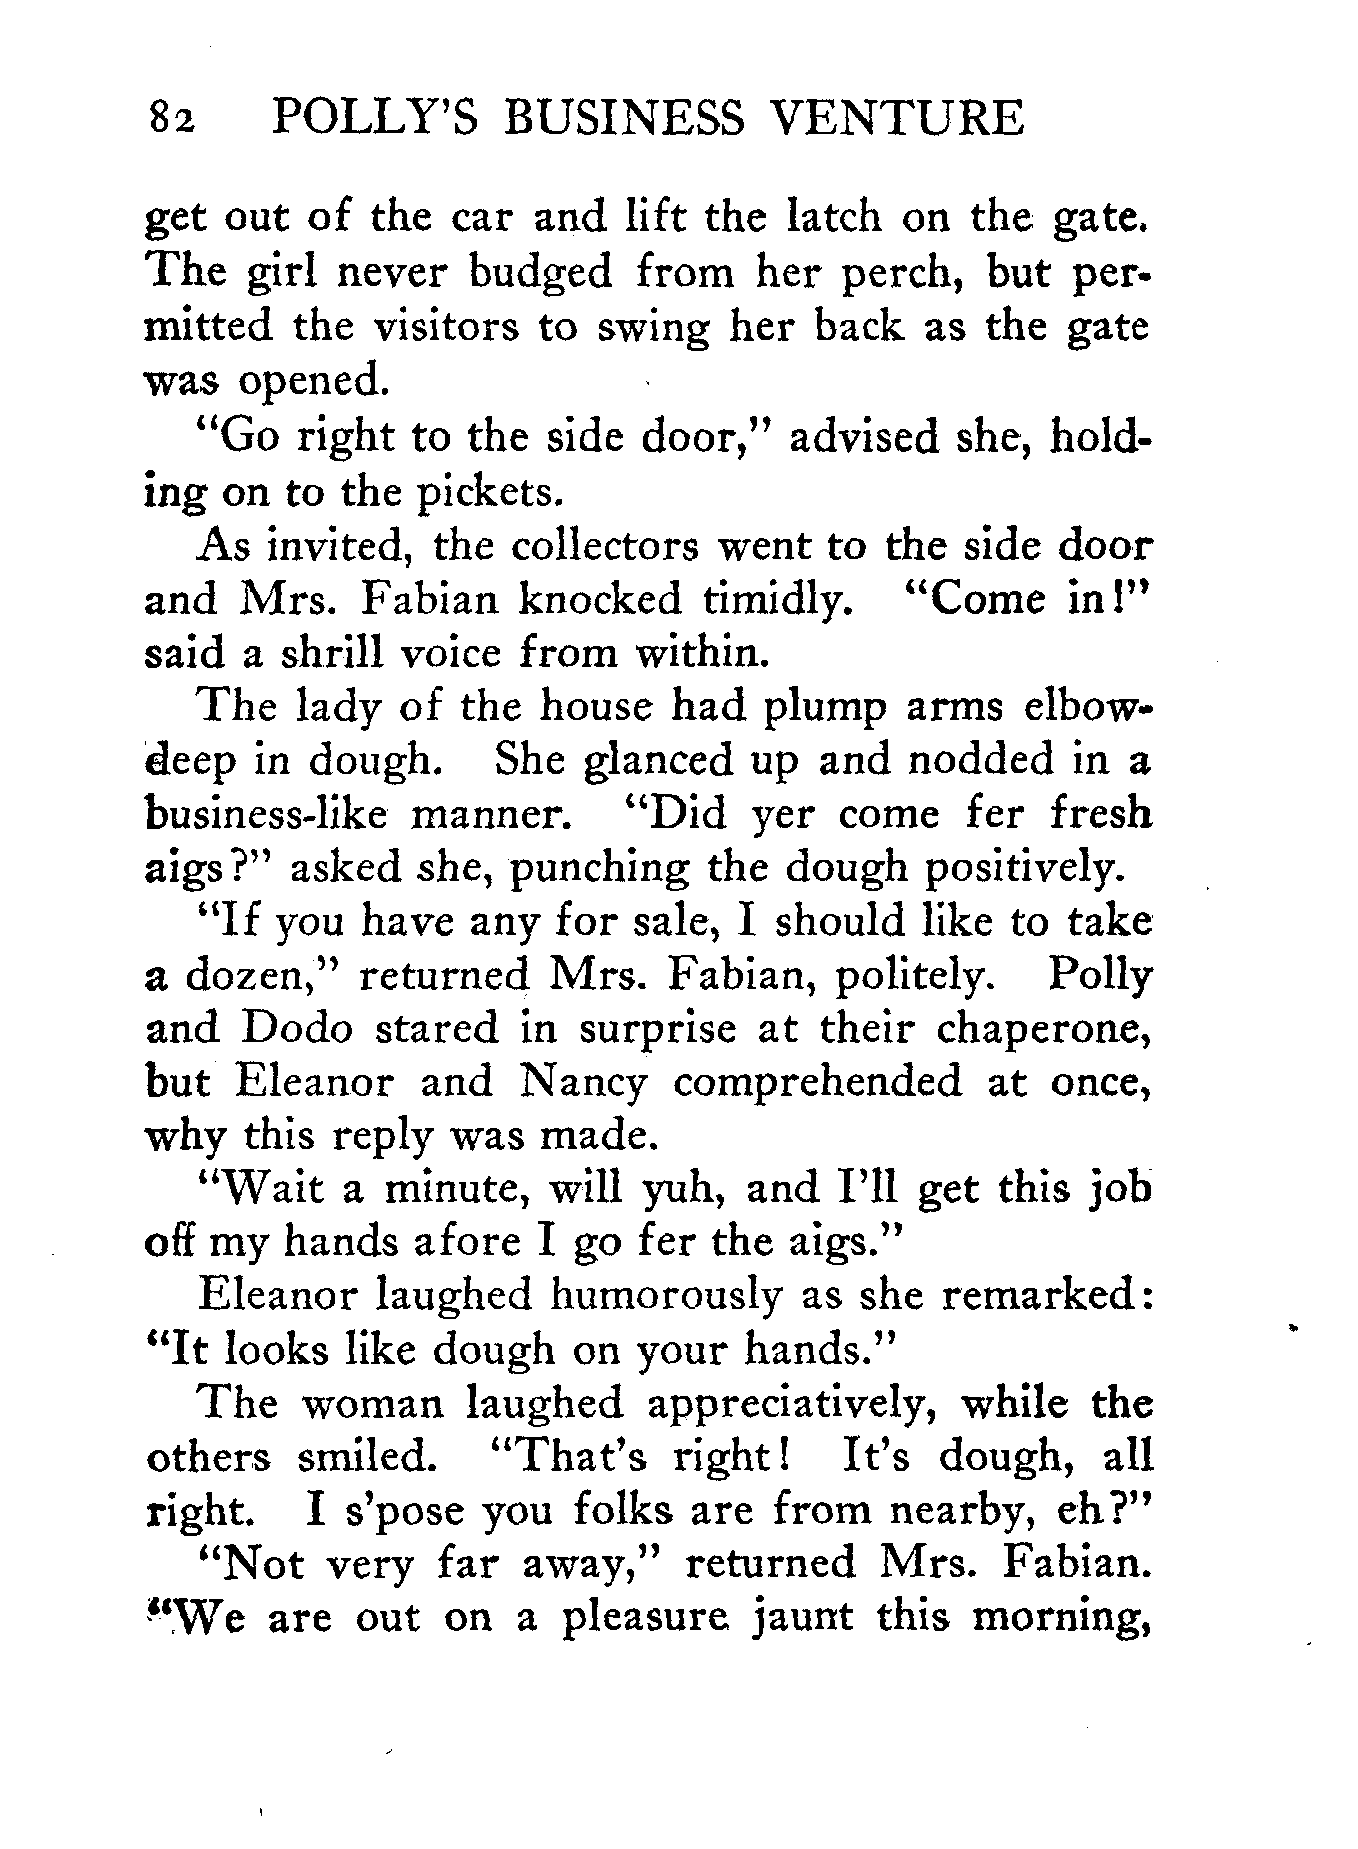 82 POLLY'S BUSINESS VENTURE
get out of the car and lift the latch on the gate.
The girl never budged from her perch, but per-
mitted the visitors to swing her back as the gate
was opened.
"Go right to the side door," advised she, hold-
ing on to the pickets.
As invited, the collectors went to the side door
and Mrs. Fabian knocked timidly. "Come in!"
said a shrill voice from within.
The lady of the house had plump arms elbow-
deep in dough. She glanced up and nodded in a
business-like manner. "Did yer come fer fresh
aigs?" asked she, punching the dough positively.
"If you have any for sale, I should like to take
a dozen," returned Mrs. Fabian, politely. Polly
and Dodo stared in surprise at their chaperone,
but Eleanor and Nancy comprehended at once,
why this reply was made.
"Wait a minute, will yuh, and I'll get this job
off my hands afore I go fer the aigs."
Eleanor laughed humorously as she remarked:
"It looks like dough on your hands."
The woman laughed appreciatively, while the
others smiled. "That's right! It's dough, all
right. I s'pose you folks are from nearby, eh?"
"Not very far away," returned Mrs. Fabian.
"We are out on a pleasure jaunt this morning,